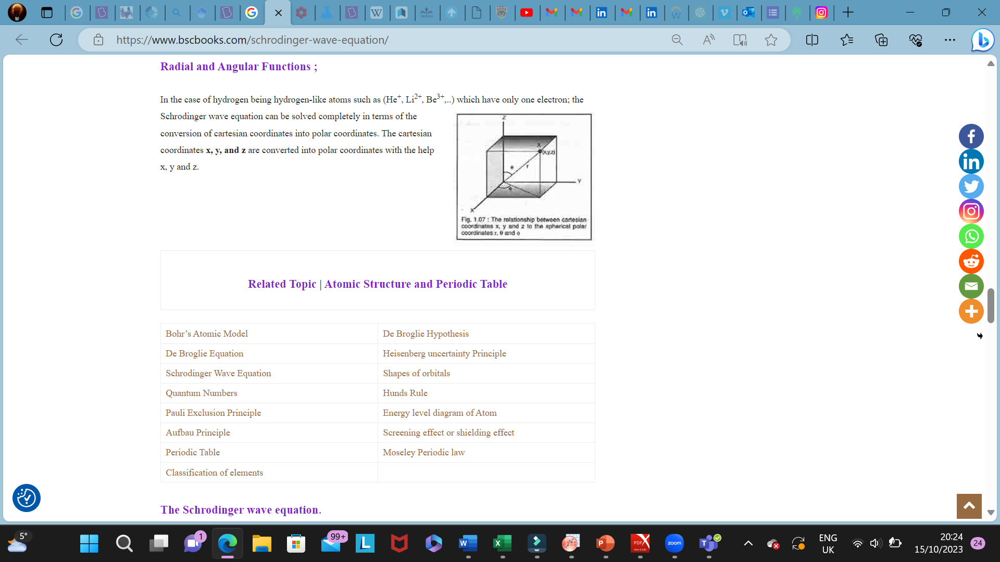 https://www.bscbooks.com/schrodinger-wave-equation/
Radial and Angular Functions ;
In the case of hydrogen being hydrogen-like atoms such as (He+, Li2+, Be3+,..) which have only one electron; the
Schrodinger wave equation can be solved completely in terms of the
conversion of cartesian coordinates into polar coordinates. The cartesian
coordinates x, y, and z are converted into polar coordinates with the help
x, y and z.
Z
A
(x,y,z)
θ
r
Y
ϕ
X
Fig. 1.07 : The relationship between cartesian
coordinates x, y and z to the spherical polar
coordinates r, θ and ϕ
Related Topic | Atomic Structure and Periodic Table
Bohr’s Atomic Model
De Broglie Hypothesis
De Broglie Equation
Heisenberg uncertainty Principle
Schrodinger Wave Equation
Shapes of orbitals
Quantum Numbers
Hunds Rule
Pauli Exclusion Principle
Energy level diagram of Atom
Aufbau Principle
Screening effect or shielding effect
Periodic Table
Moseley Periodic law
Classification of elements
The Schrodinger wave equation.
5°
1
99+
zoom
ENG
UK
20:24
15/10/2023
24